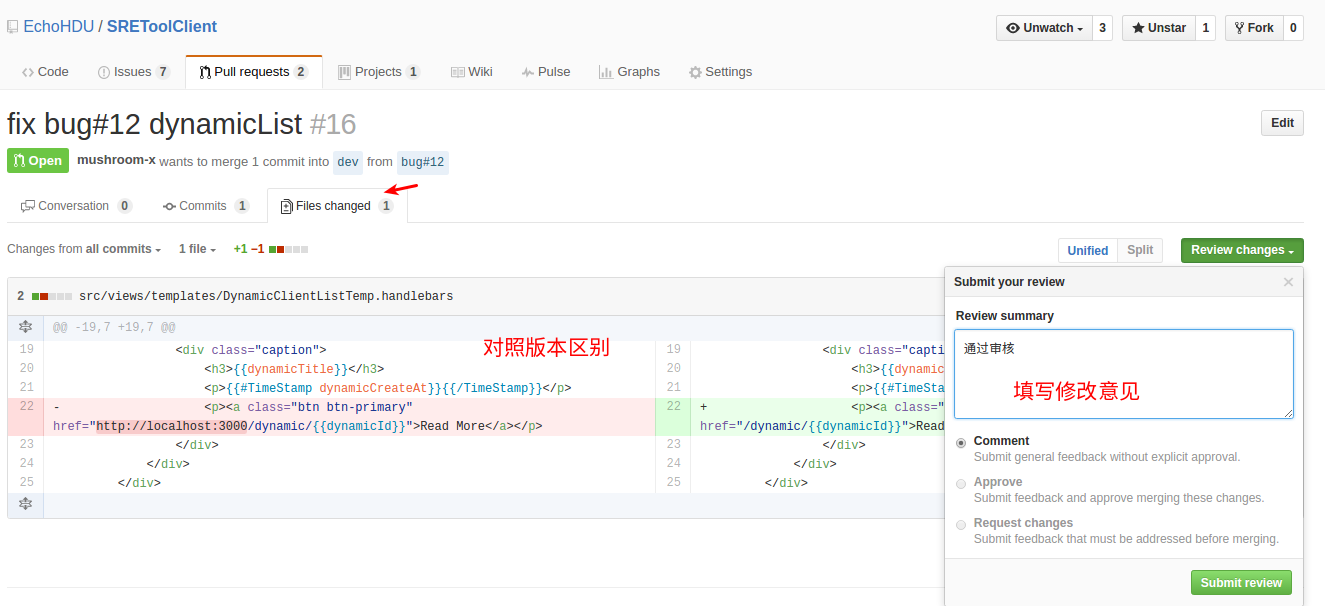 EchoHDU / SREToolClient
Unwatch 3 Unstar 1 Fork 0
Code Issues 7 Pull requests 2 Projects 1 Wiki Pulse Graphs Settings
fix bug#12 dynamicList #16
Edit
Open mushroom-x wants to merge 1 commit into dev from bug#12
Conversation 0 Commits 1 Files changed 1
Changes from all commits 1 file +1 −1
Unified Split Review changes
2 src/views/templates/DynamicClientListTemp.handlebars
@@ -19,7 +19,7 @@
对照版本区别
19 <div class="caption">
20 <h3>{{dynamicTitle}}</h3>
21 <p>{{#TimeStamp dynamicCreateAt}}{{/TimeStamp}}</p>
22 - <p><a class="btn btn-primary"
href="http://localhost:3000/dynamic/{{dynamicId}}">Read More</a></p>
23 </div>
24 </div>
25 </div>
19 <div class="capti
20 <h3>{{dynamic
21 <p>{{#TimeSta
22 + <p><a class="
href="/dynamic/{{dynamicId}}">Read
23 </div>
24 </div>
25 </div>
Submit your review ×
Review summary
通过审核
填写修改意见
Comment
Submit general feedback without explicit approval.
Approve
Submit feedback and approve merging these changes.
Request changes
Submit feedback that must be addressed before merging.
Submit review